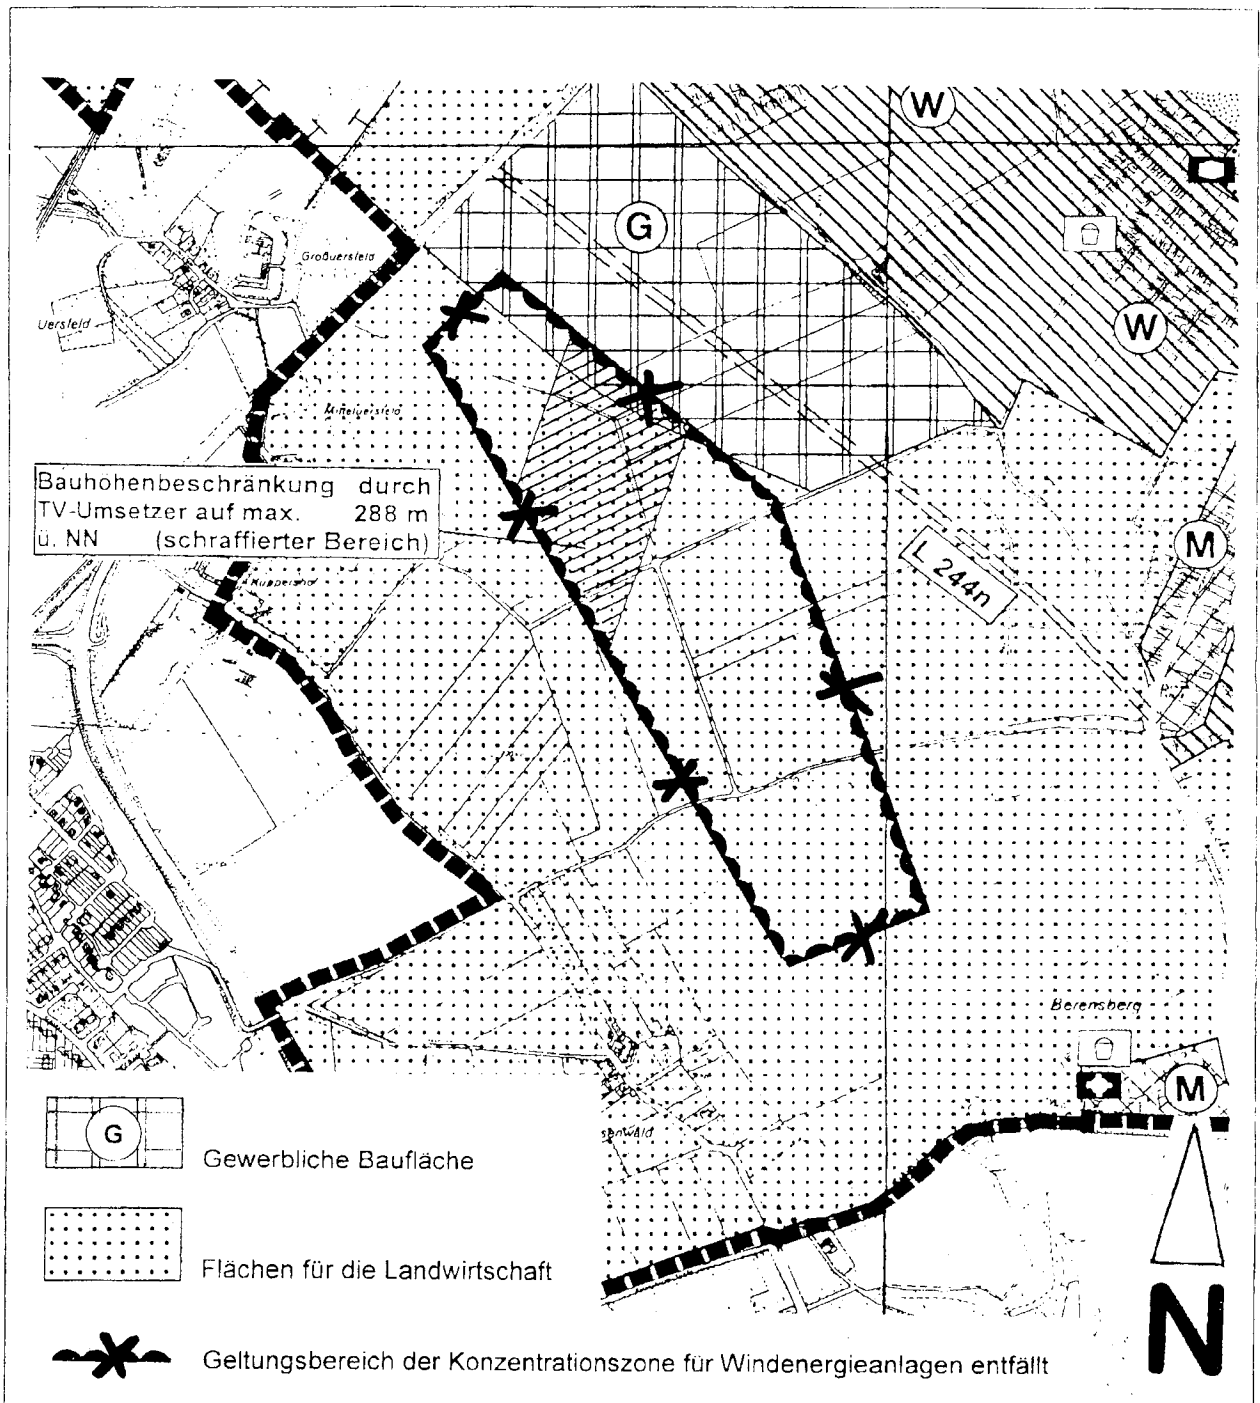 W
G
Großuersfeld
Uersfeld
W
Mitteluersfeld
Bauhöhenbeschränkung durch
TV-Umsetzer auf max. 288 m
ü. NN (schraffierter Bereich)
M
L 244n
Berensberg
M
G
Gewerbliche Baufläche
Flächen für die Landwirtschaft
Geltungsbereich der Konzentrationszone für Windenergieanlagen entfällt
N